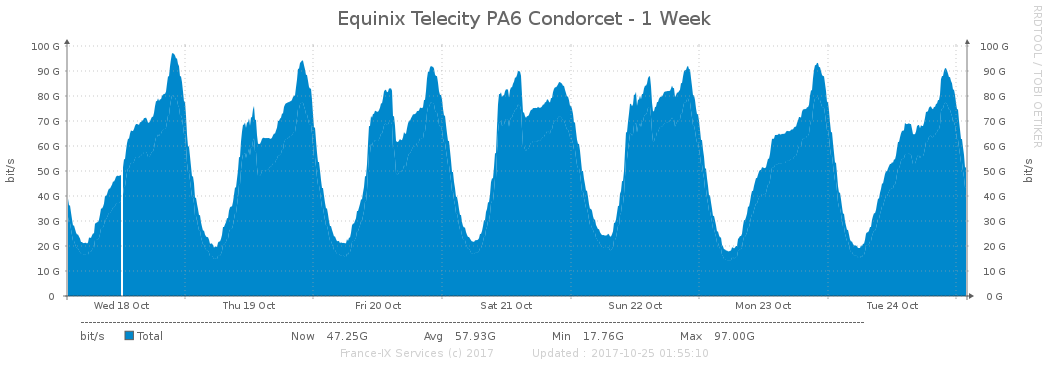 Equinix Telecity PA6 Condorcet - 1 Week
RRDTOOL / TOBI OETIKER
bit/s
100 G
90 G
80 G
70 G
60 G
50 G
40 G
30 G
20 G
10 G
0
100 G
90 G
80 G
70 G
60 G
50 G
40 G
30 G
20 G
10 G
0 G
bit/s
Wed 18 Oct Thu 19 Oct Fri 20 Oct Sat 21 Oct Sun 22 Oct Mon 23 Oct Tue 24 Oct
bit/s Total Now 47.25G Avg 57.93G Min 17.76G Max 97.00G
France-IX Services (c) 2017 Updated : 2017-10-25 01:55:10